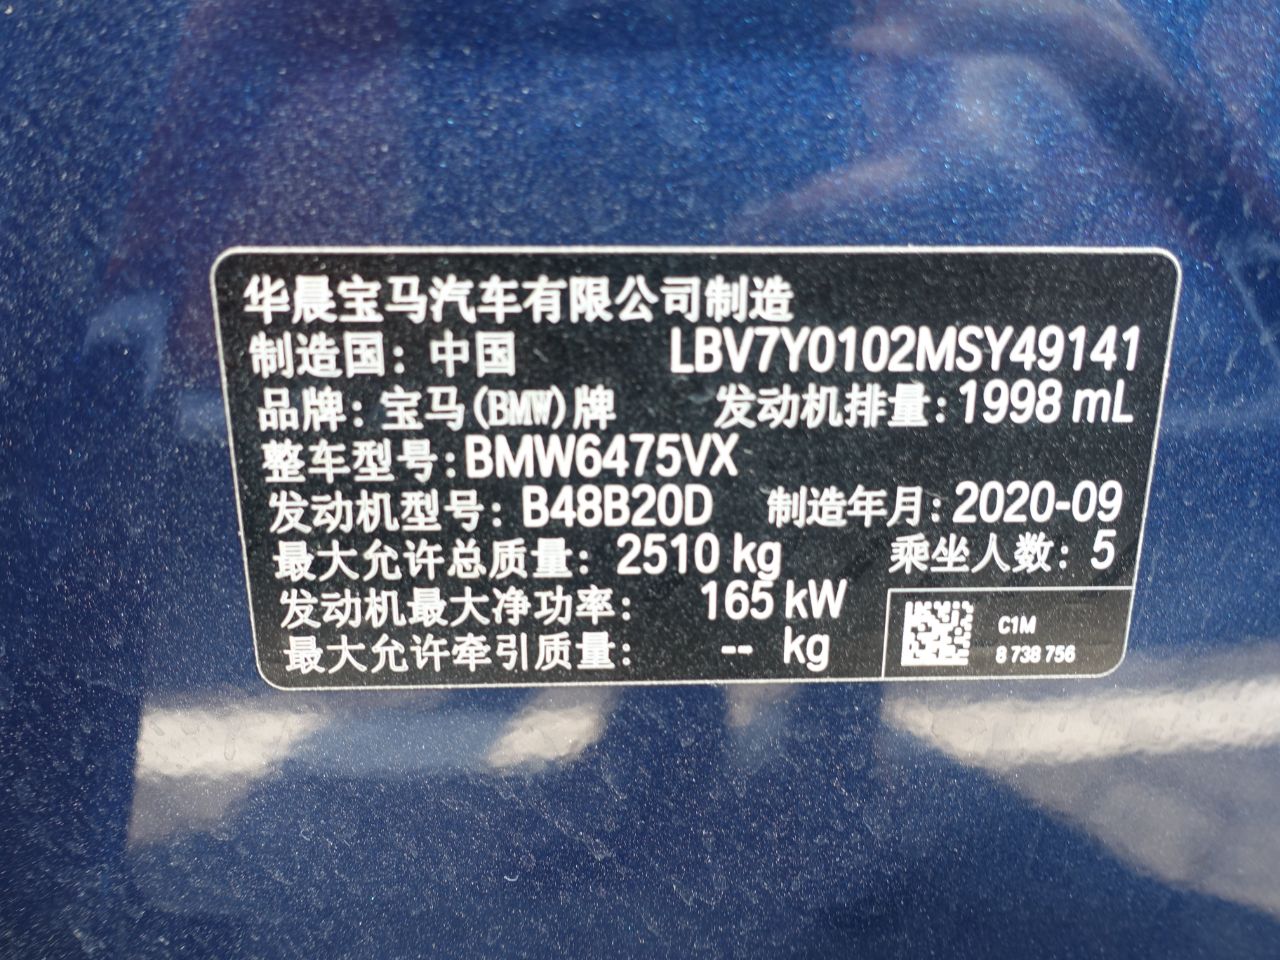 华晨宝马汽车有限公司制造
制造国：中国 LBV7Y0102MSY49141
品牌：宝马(BMW)牌 发动机排量：1998 mL
整车型号：BMW6475VX
发动机型号：B48B20D 制造年月：2020-09
最大允许总质量：2510 kg 乘坐人数：5
发动机最大净功率： 165 kW
最大允许牵引质量： -- kg
C1M
8 738 756